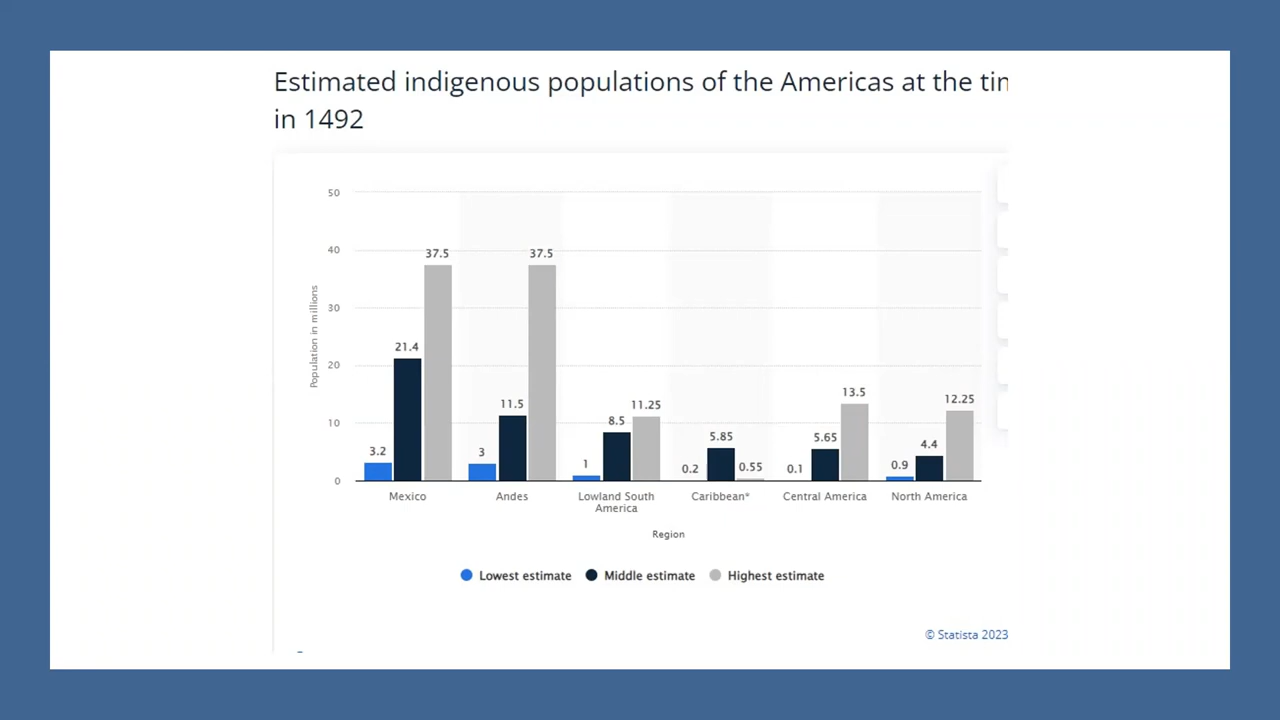 Estimated indigenous populations of the Americas at the
in 1492
50
40
30
20
10
0
Population in millions
3.2
21.4
37.5
3
11.5
37.5
1
8.5
11.25
0.2
5.85
0.55
0.1
5.65
13.5
0.9
4.4
12.25
Mexico
Andes
Lowland South
America
Caribbean*
Central America
North America
Region
Lowest estimate
Middle estimate
Highest estimate
© Statista 2023